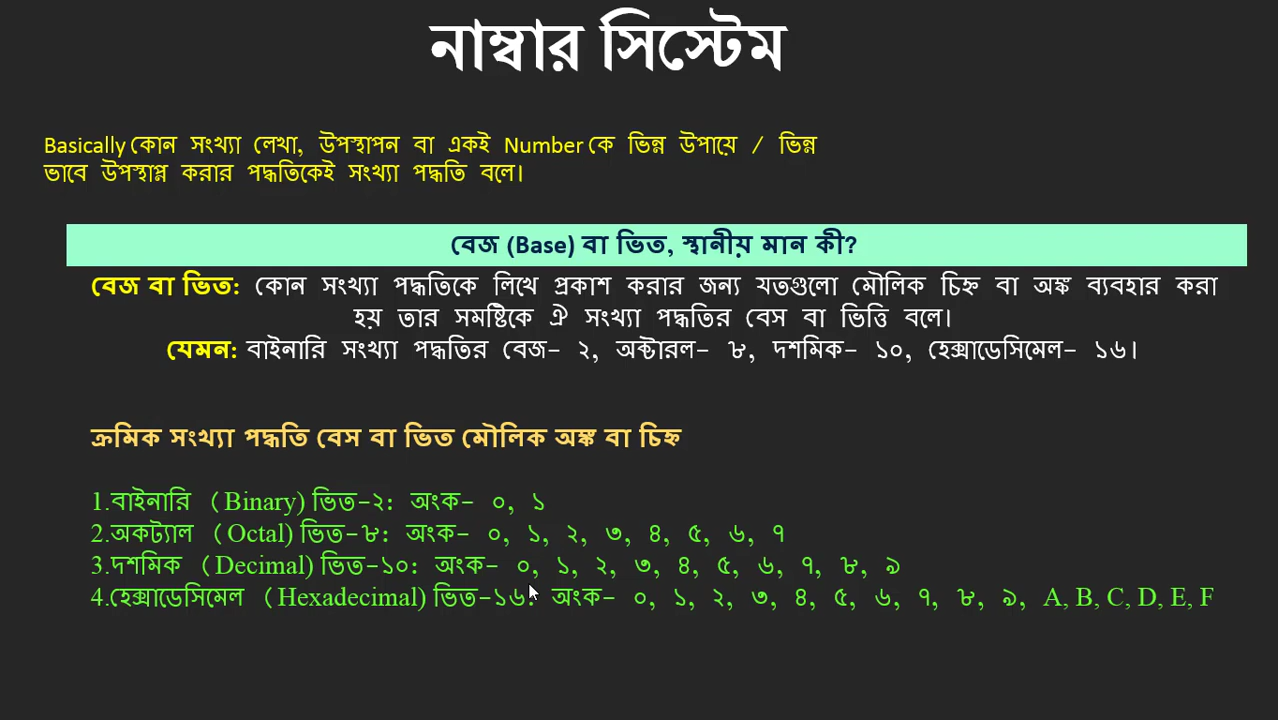 নাম্বার সিস্টেম
Basically কোন সংখ্যা লেখা, উপস্থাপন বা একই Number কে ভিন্ন উপায়ে / ভিন্ন
ভাবে উপস্থাপ্ন করার পদ্ধতিকেই সংখ্যা পদ্ধতি বলে।
বেজ (Base) বা ভিত, স্থানীয় মান কী?
বেজ বা ভিত: কোন সংখ্যা পদ্ধতিকে লিখে প্রকাশ করার জন্য যতগুলো মৌলিক চিহ্ন বা অঙ্ক ব্যবহার করা
হয় তার সমষ্টিকে ঐ সংখ্যা পদ্ধতির বেস বা ভিত্তি বলে।
যেমন: বাইনারি সংখ্যা পদ্ধতির বেজ- ২, অক্টারল- ৮, দশমিক- ১০, হেক্সাডেসিমেল- ১৬।
ক্রমিক সংখ্যা পদ্ধতি বেস বা ভিত মৌলিক অঙ্ক বা চিহ্ন
1.বাইনারি (Binary) ভিত-২: অংক- ০, ১
2.অকট্যাল (Octal) ভিত-৮: অংক- ০, ১, ২, ৩, ৪, ৫, ৬, ৭
3.দশমিক (Decimal) ভিত-১০: অংক- ০, ১, ২, ৩, ৪, ৫, ৬, ৭, ৮, ৯
4.হেক্সাডেসিমেল (Hexadecimal) ভিত-১৬: অংক- ০, ১, ২, ৩, ৪, ৫, ৬, ৭, ৮, ৯, A, B, C, D, E, F